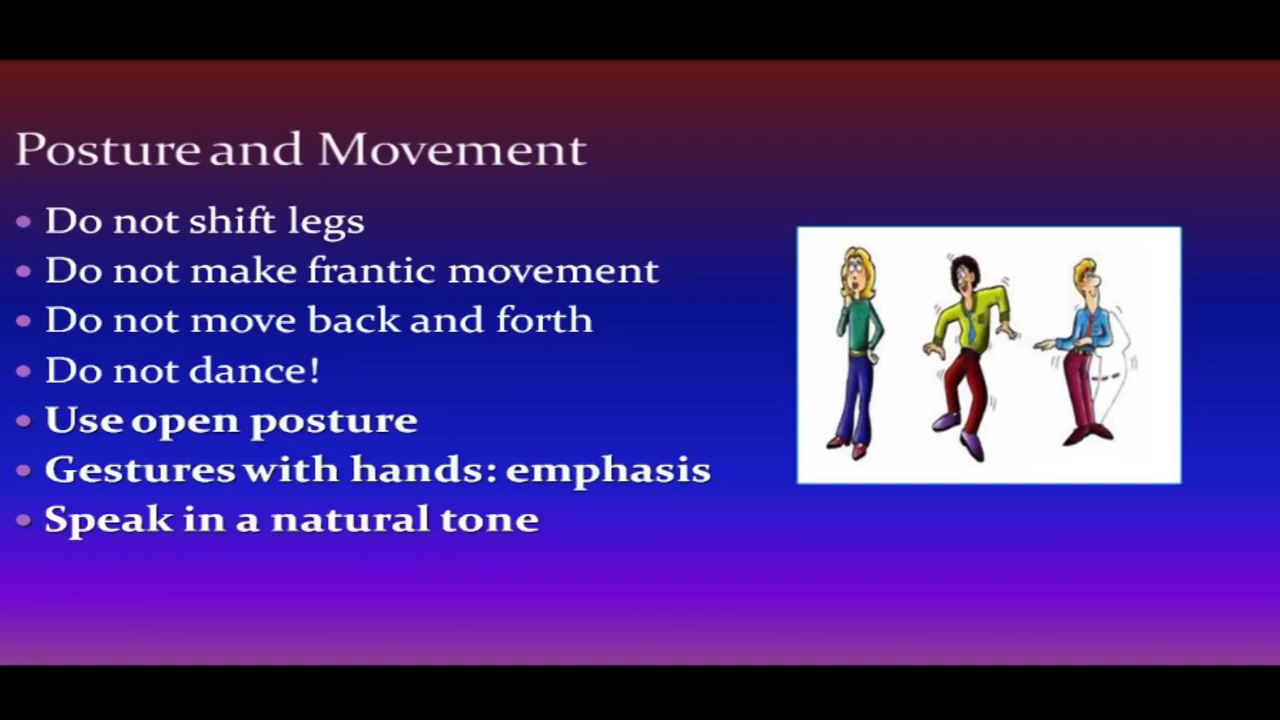 Posture and Movement
• Do not shift legs
• Do not make frantic movement
• Do not move back and forth
• Do not dance!
• Use open posture
• Gestures with hands: emphasis
• Speak in a natural tone